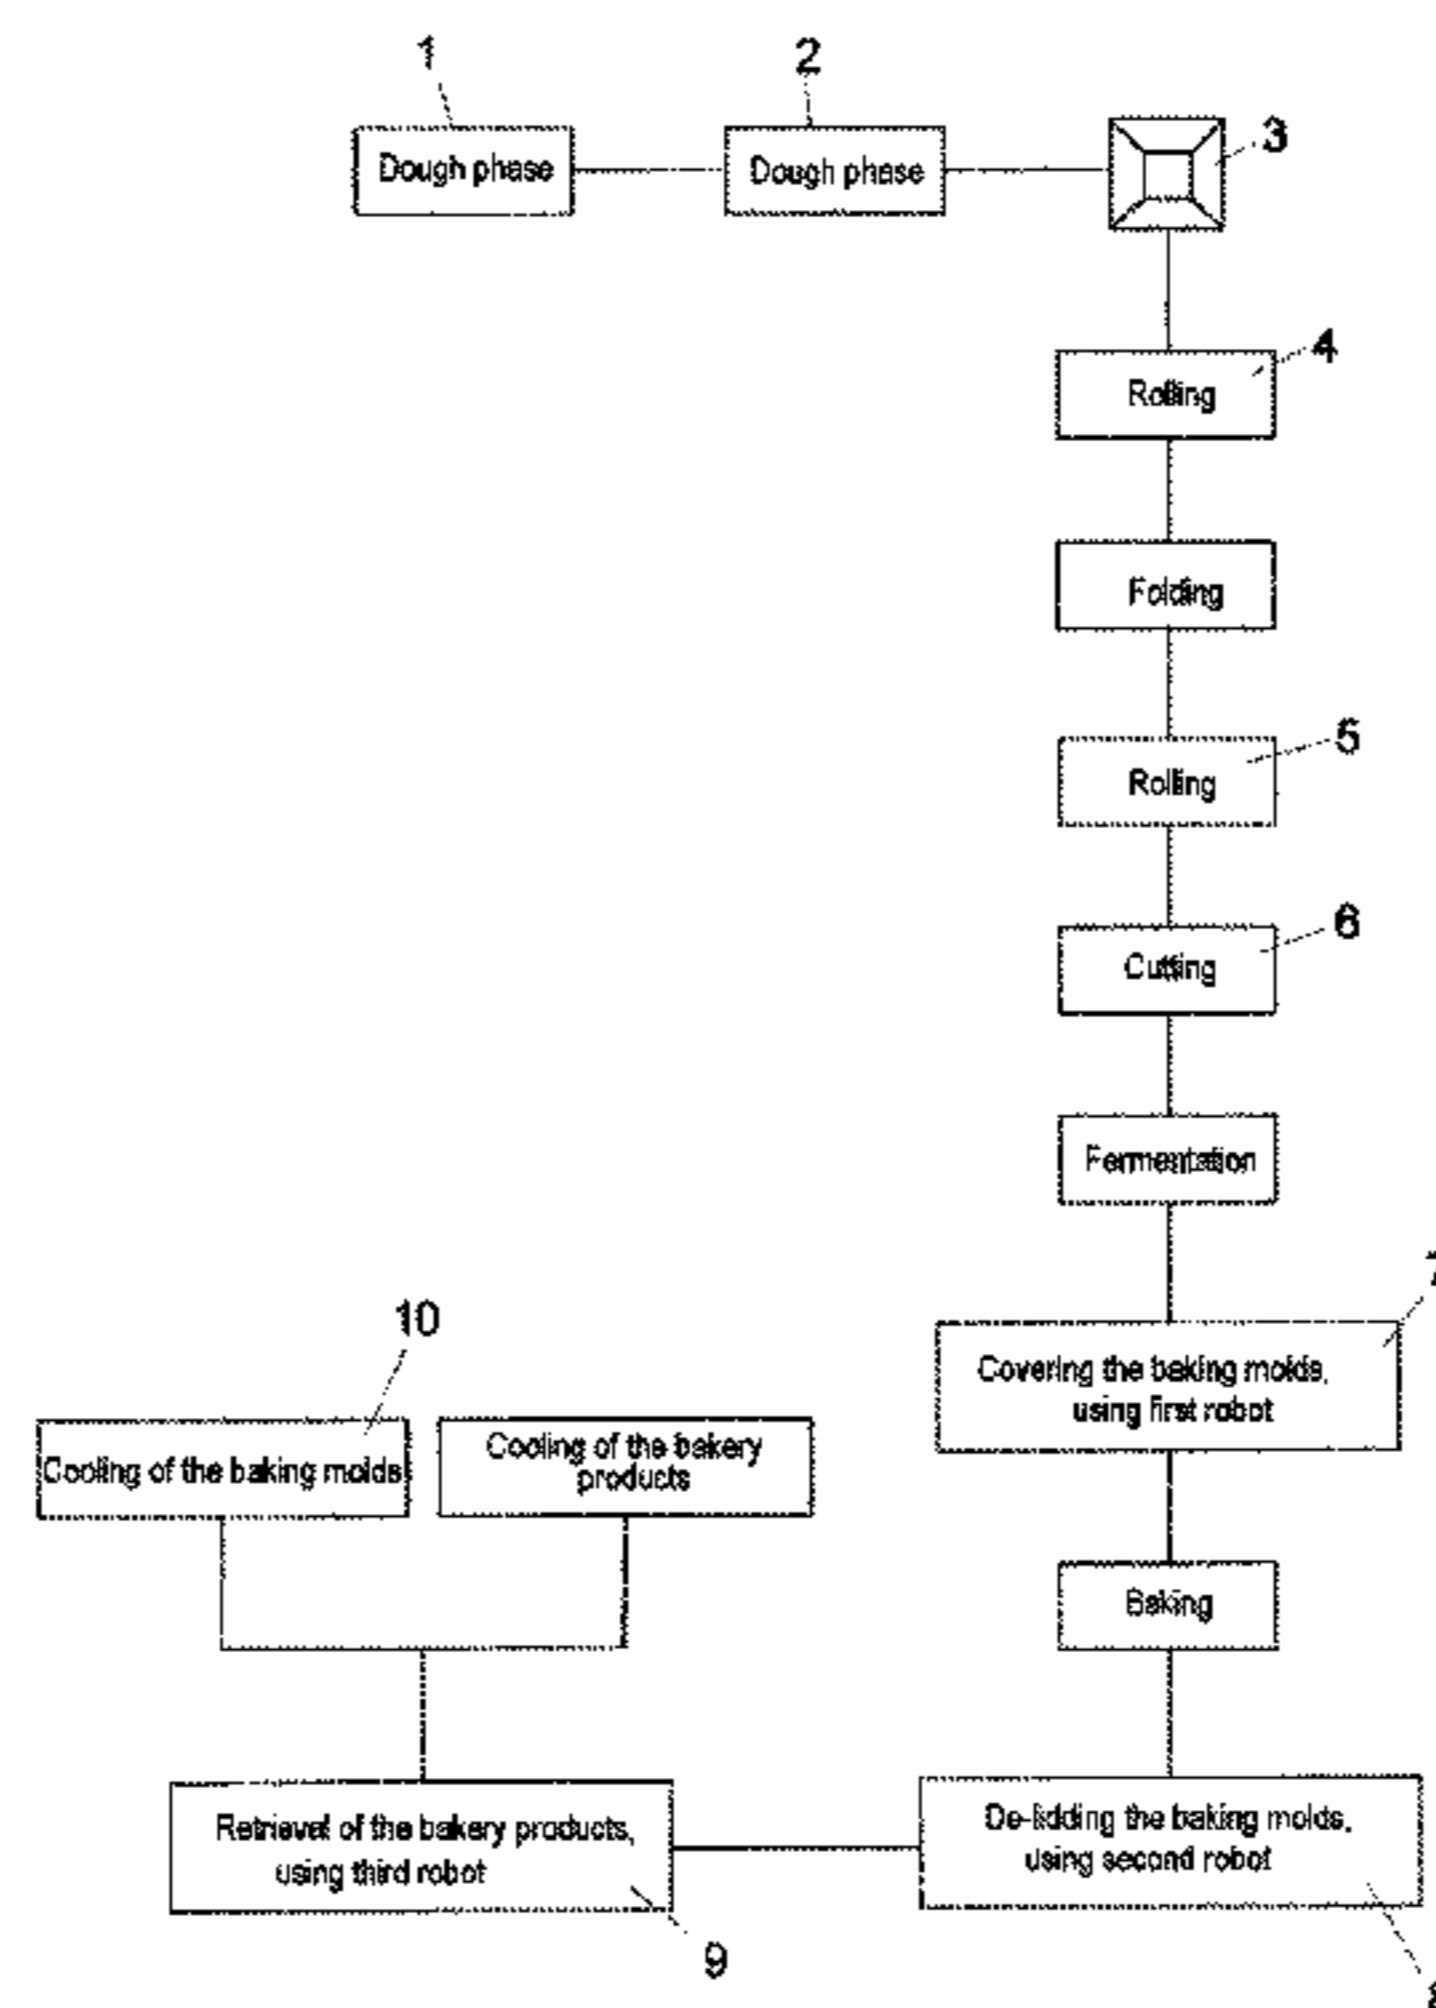 1
2
Dough phase
Dough phase
3
4
Rolling
Folding
5
Rolling
6
Cutting
Fermentation
7
Covering the baking molds,
using first robot
10
Cooling of the baking molds
Cooling of the bakery
products
Baking
Retrieval of the bakery products,
using third robot
De-lidding the baking molds,
using second robot
9